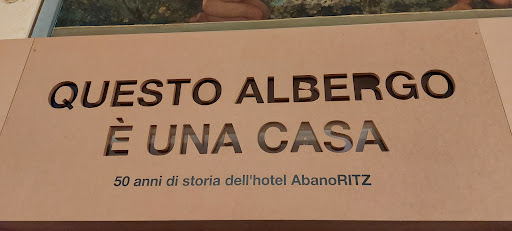 QUESTO ALBERGO
È UNA CASA
50 anni di storia dell'hotel AbanoRITZ